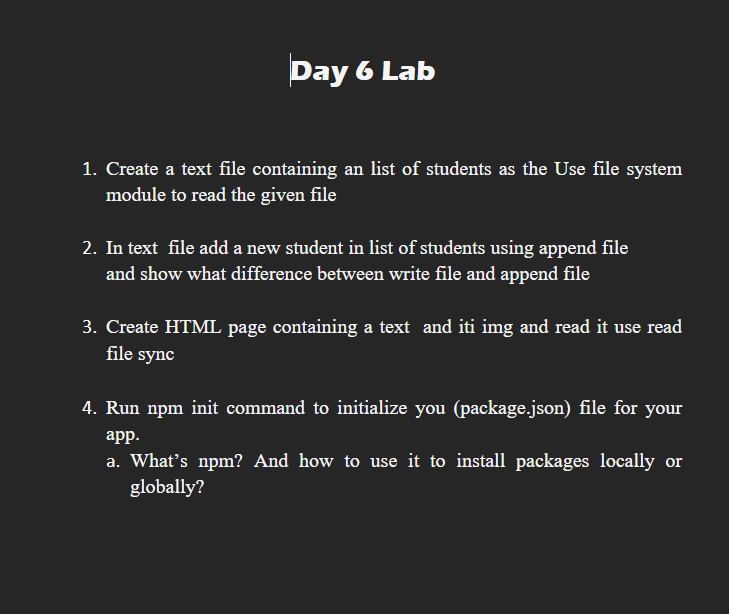 Day 6 Lab
1. Create a text file containing an list of students as the Use file system
module to read the given file
2. In text file add a new student in list of students using append file
and show what difference between write file and append file
3. Create HTML page containing a text and iti img and read it use read
file sync
4. Run npm init command to initialize you (package.json) file for your
app.
a. What’s npm? And how to use it to install packages locally or
globally?